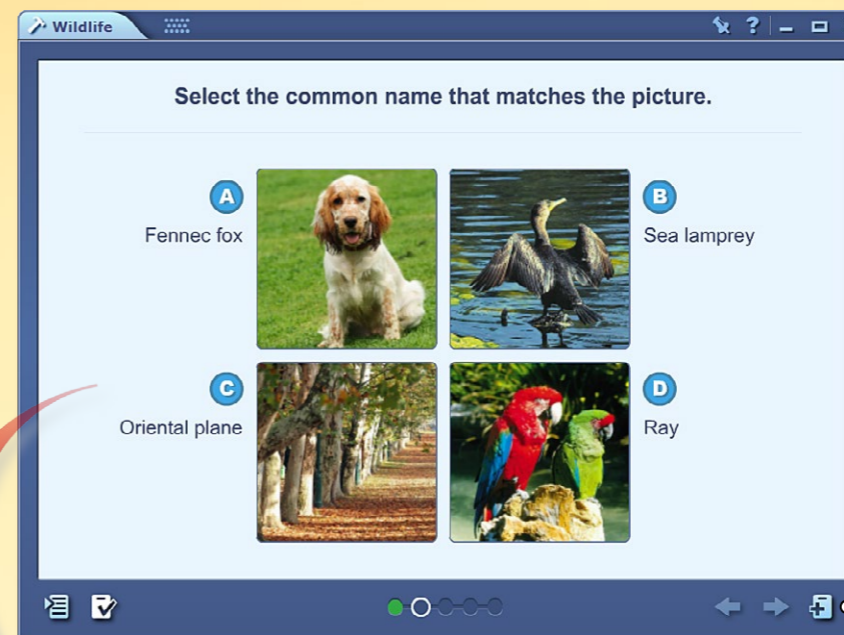 Wildlife
?
Select the common name that matches the picture.
A
Fennec fox
B
Sea lamprey
C
Oriental plane
D
Ray